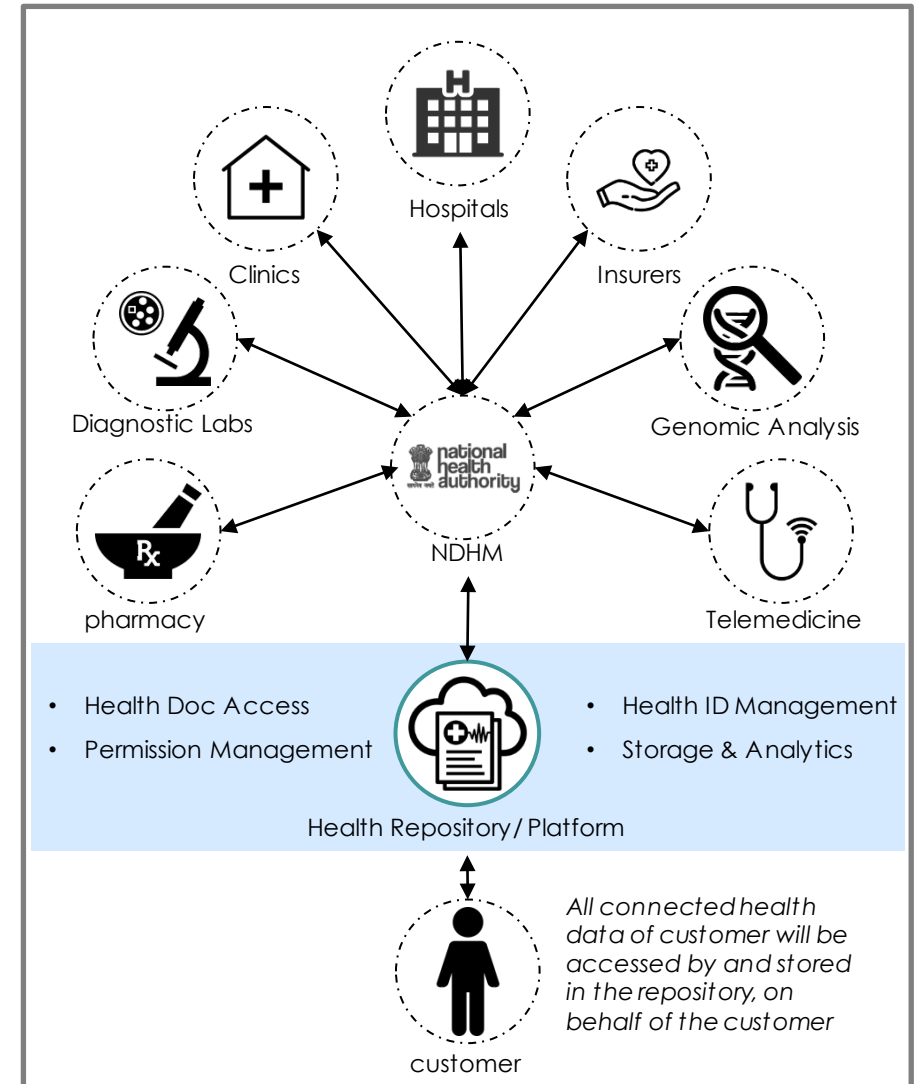 H
Hospitals
Clinics
Insurers
Diagnostic Labs
Genomic Analysis
national
health
authority
NDHM
Rx
pharmacy
Telemedicine
• Health Doc Access
• Permission Management
• Health ID Management
• Storage & Analytics
Health Repository/ Platform
All connected health
data of customer will be
accessed by and stored
in the repository, on
behalf of the customer
customer